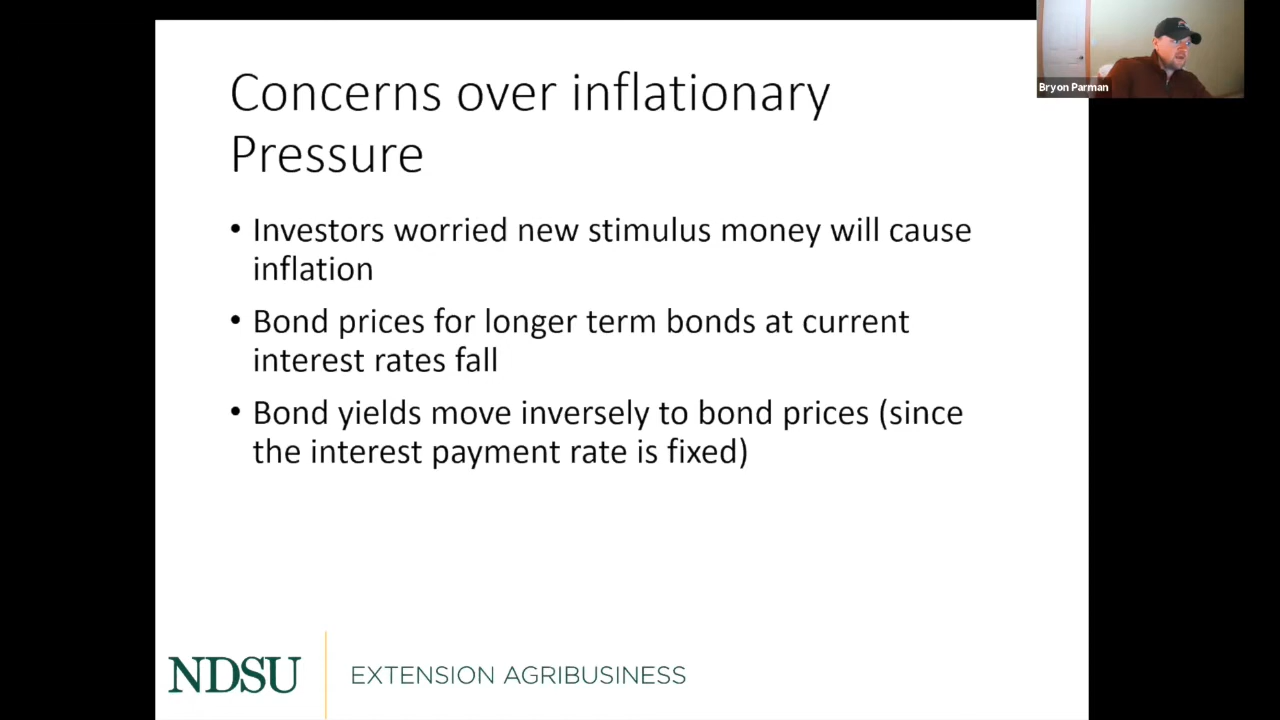 Concerns over inflationary
Pressure
• Investors worried new stimulus money will cause
inflation
• Bond prices for longer term bonds at current
interest rates fall
• Bond yields move inversely to bond prices (since
the interest payment rate is fixed)
NDSU
EXTENSION AGRIBUSINESS
Bryon Parman